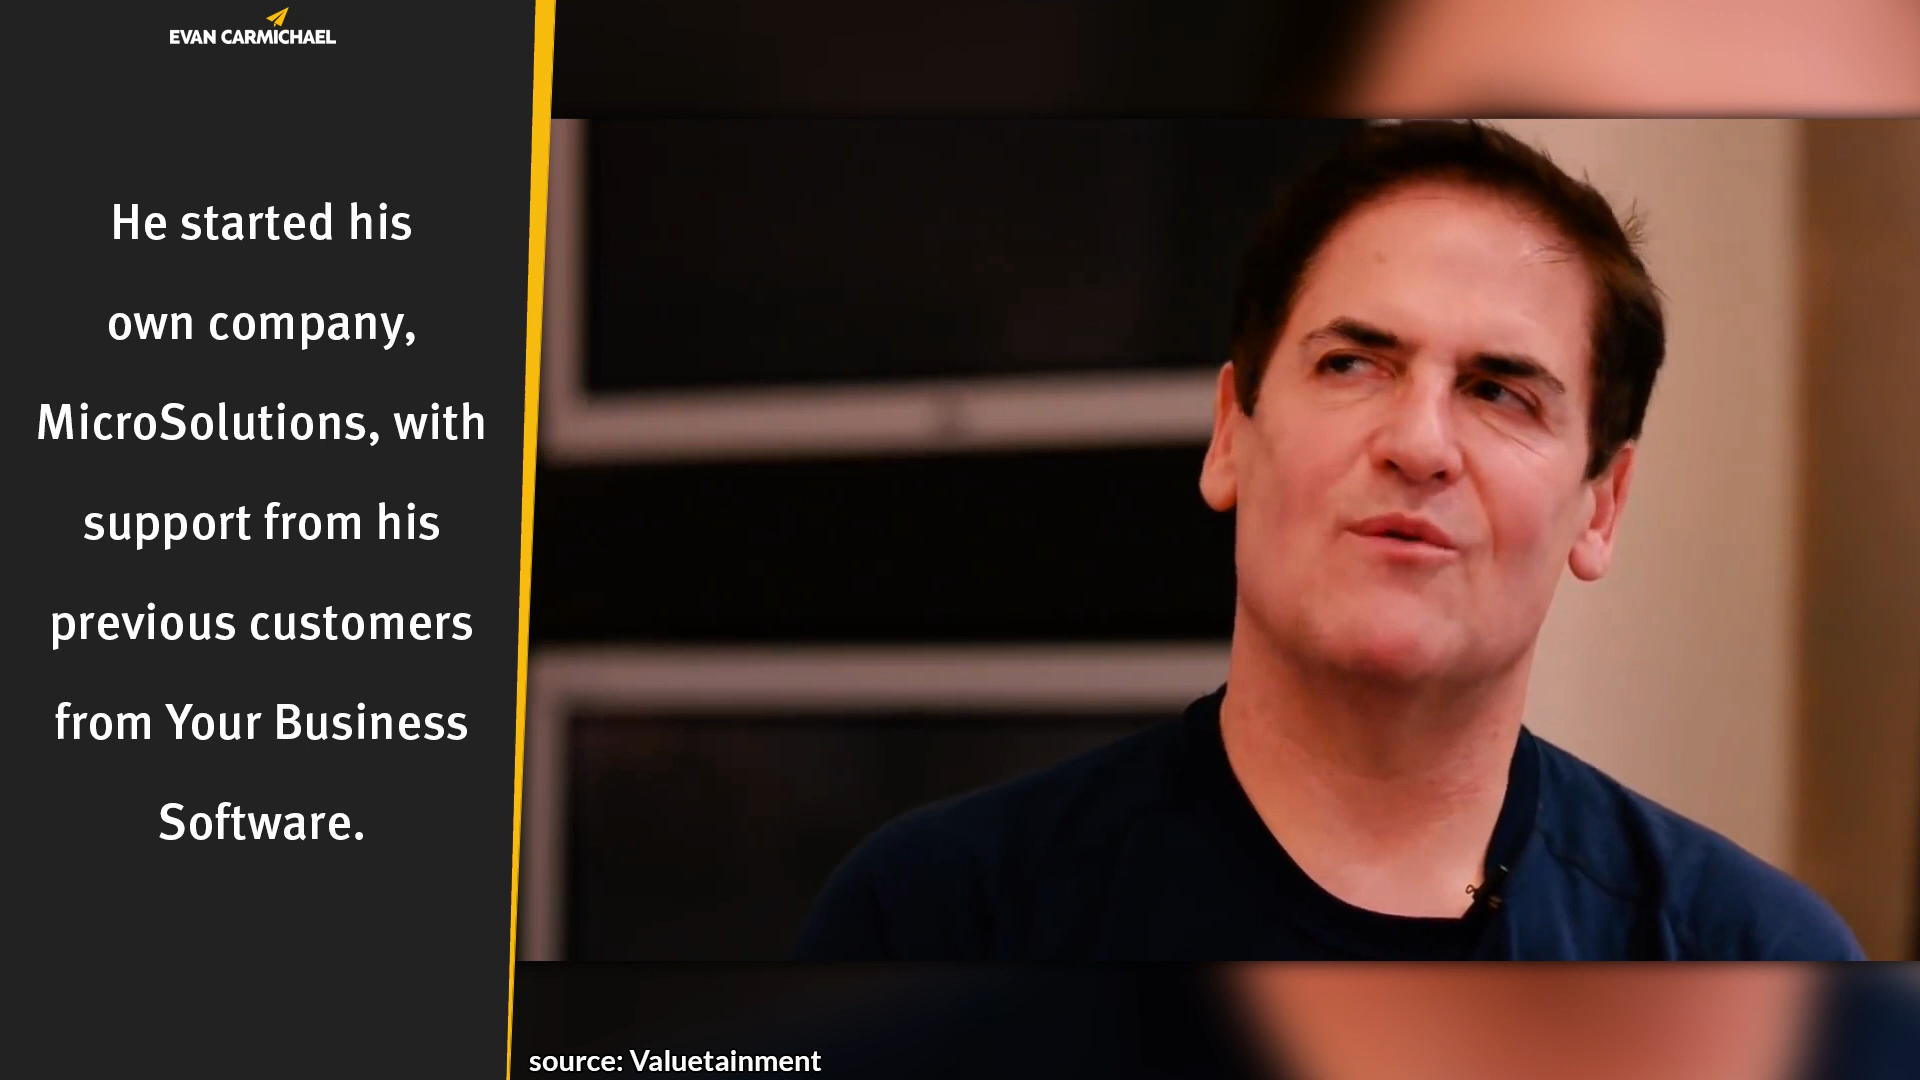 EVAN CARMICHAEL
He started his
own company,
MicroSolutions, with
support from his
previous customers
from Your Business
Software.
source: Valuetainment